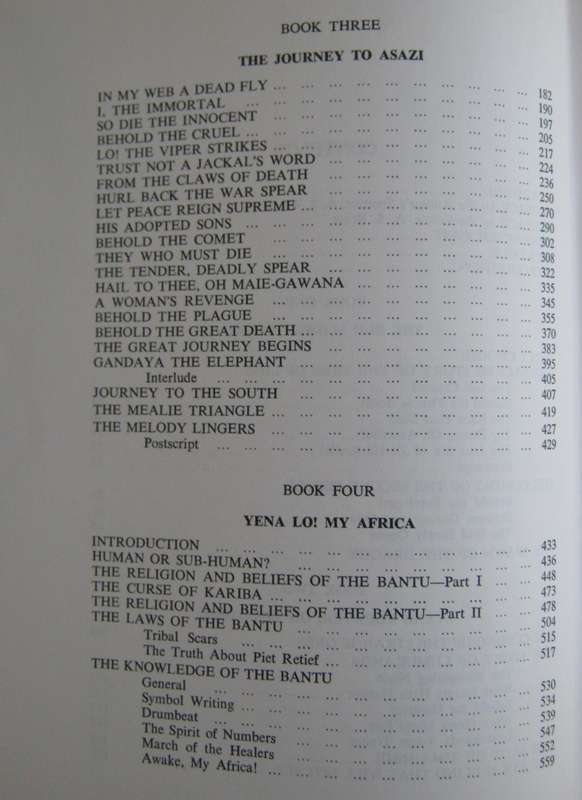 BOOK THREE
THE JOURNEY TO ASAZI
IN MY WEB A DEAD FLY ... ... ... ... ... ... ... ... 182
I, THE IMMORTAL ... ... ... ... ... ... ... ... ... 190
SO DIE THE INNOCENT ... ... ... ... ... ... ... ... 197
BEHOLD THE CRUEL ... ... ... ... ... ... ... ... ... 205
LO! THE VIPER STRIKES ... ... ... ... ... ... ... ... 217
TRUST NOT A JACKAL'S WORD ... ... ... ... ... ... ... 224
FROM THE CLAWS OF DEATH ... ... ... ... ... ... ... 236
HURL BACK THE WAR SPEAR ... ... ... ... ... ... ... 250
LET PEACE REIGN SUPREME ... ... ... ... ... ... ... 270
HIS ADOPTED SONS ... ... ... ... ... ... ... ... ... 290
BEHOLD THE COMET ... ... ... ... ... ... ... ... ... 302
THEY WHO MUST DIE ... ... ... ... ... ... ... ... ... 308
THE TENDER, DEADLY SPEAR ... ... ... ... ... ... ... 322
HAIL TO THEE, OH MAIE-GAWANA ... ... ... ... ... ... 335
A WOMAN'S REVENGE ... ... ... ... ... ... ... ... ... 345
BEHOLD THE PLAGUE ... ... ... ... ... ... ... ... ... 355
BEHOLD THE GREAT DEATH ... ... ... ... ... ... ... ... 370
THE GREAT JOURNEY BEGINS ... ... ... ... ... ... ... 383
GANDAYA THE ELEPHANT ... ... ... ... ... ... ... ... 395
Interlude ... ... ... ... ... ... ... ... ... ... 405
JOURNEY TO THE SOUTH ... ... ... ... ... ... ... ... 407
THE MEALIE TRIANGLE ... ... ... ... ... ... ... ... ... 419
THE MELODY LINGERS ... ... ... ... ... ... ... ... ... 427
Postscript ... ... ... ... ... ... ... ... ... ... 429
BOOK FOUR
YENA LO! MY AFRICA
INTRODUCTION ... ... ... ... ... ... ... ... ... ... 433
HUMAN OR SUB-HUMAN? ... ... ... ... ... ... ... ... 436
THE RELIGION AND BELIEFS OF THE BANTU—Part I ... ... 448
THE CURSE OF KARIBA ... ... ... ... ... ... ... ... ... 473
THE RELIGION AND BELIEFS OF THE BANTU—Part II ... ... 478
THE LAWS OF THE BANTU ... ... ... ... ... ... ... ... 504
Tribal Scars ... ... ... ... ... ... ... ... ... 515
The Truth About Piet Retief ... ... ... ... ... ... 517
THE KNOWLEDGE OF THE BANTU
General ... ... ... ... ... ... ... ... ... ... 530
Symbol Writing ... ... ... ... ... ... ... ... ... 534
Drumbeat ... ... ... ... ... ... ... ... ... ... 539
The Spirit of Numbers ... ... ... ... ... ... ... 547
March of the Healers ... ... ... ... ... ... ... 552
Awake, My Africa! ... ... ... ... ... ... ... ... 559